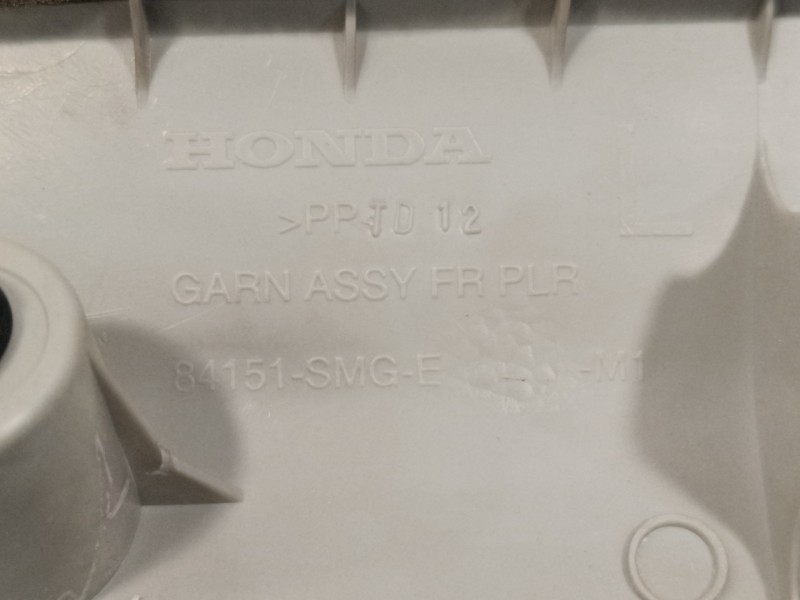 HONDA
L
>PP<TD 12
GARN ASSY FR PLR
84151-SMG-E -M1